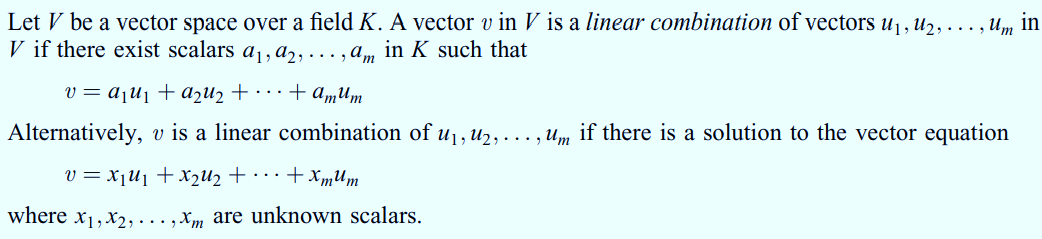 Let V be a vector space over a field K. A vector v in V is a linear combination of vectors u₁, u₂, . . . , uₘ in
V if there exist scalars a₁, a₂, . . . , aₘ in K such that
v = a₁u₁ + a₂u₂ + · · · + aₘuₘ
Alternatively, v is a linear combination of u₁, u₂, . . . , uₘ if there is a solution to the vector equation
v = x₁u₁ + x₂u₂ + · · · + xₘuₘ
where x₁, x₂, . . . , xₘ are unknown scalars.